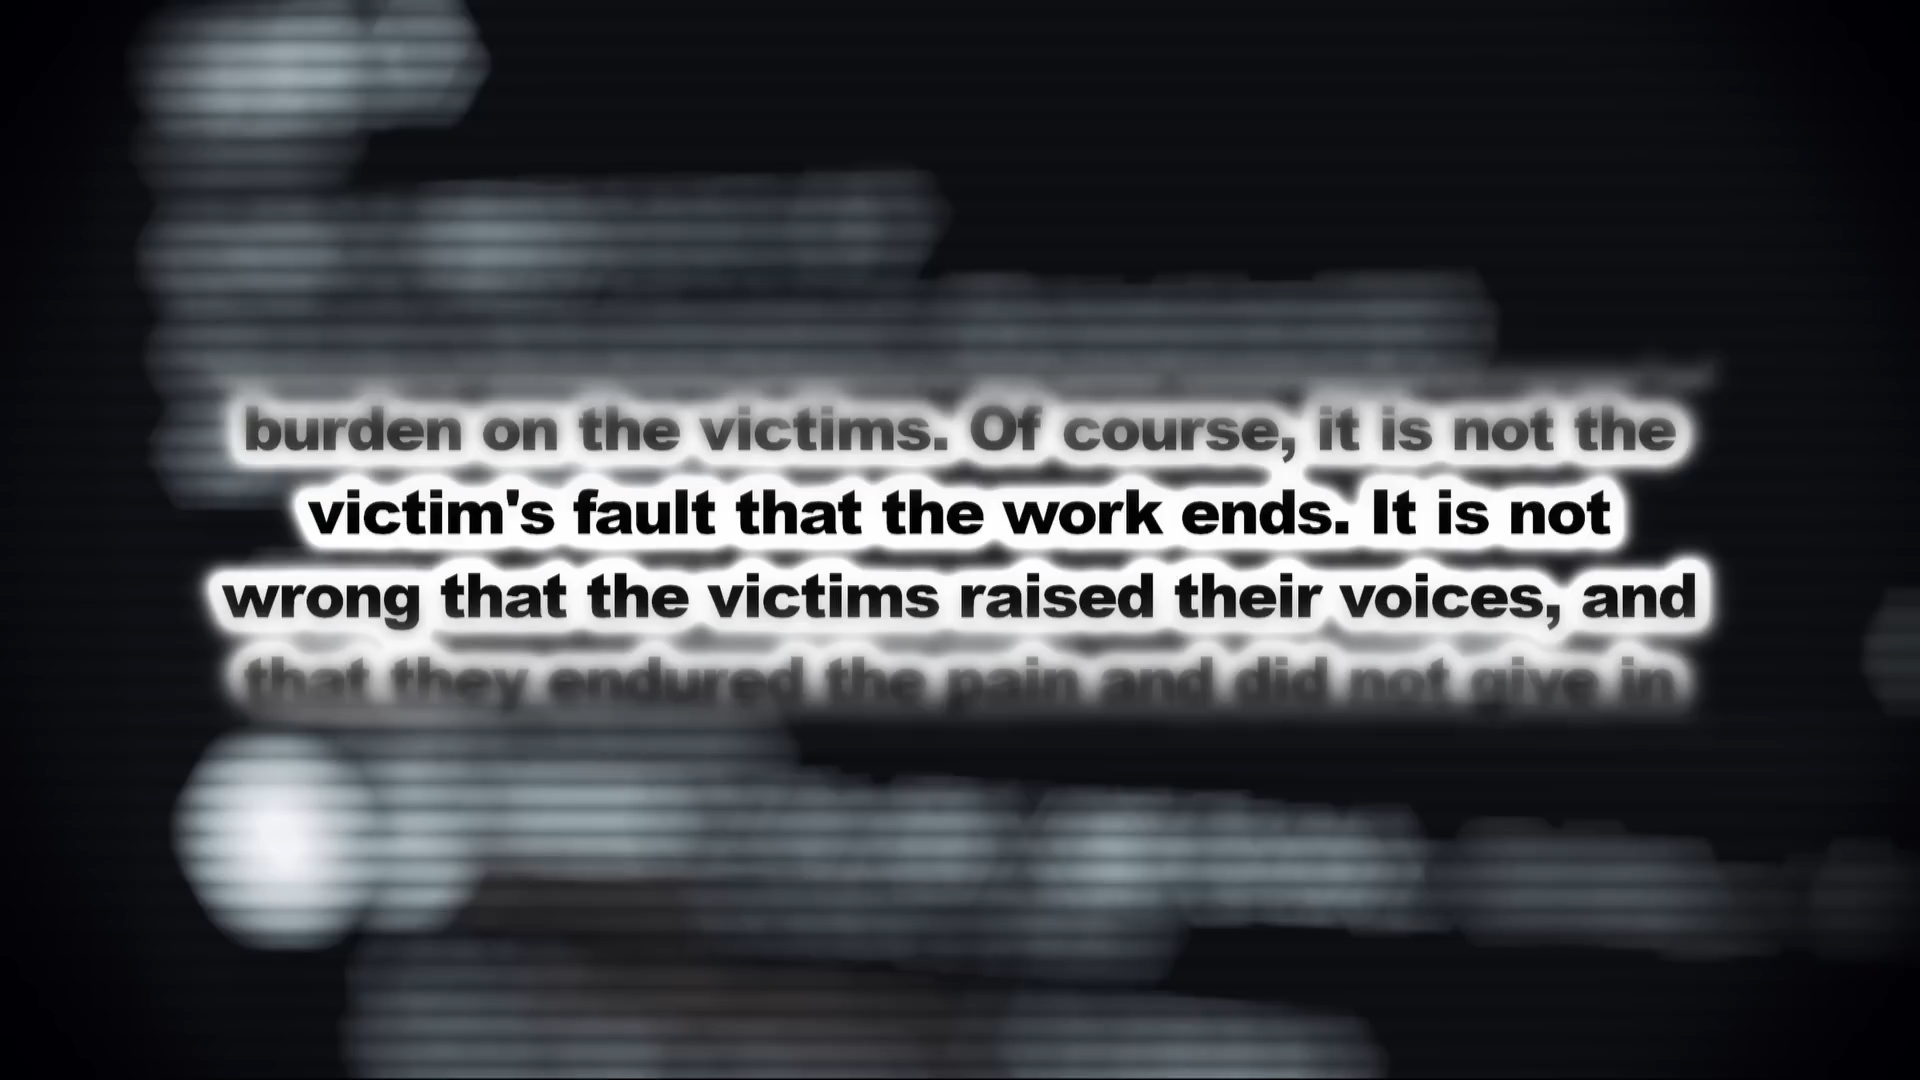 burden on the victims. Of course, it is not the
victim's fault that the work ends. It is not
wrong that the victims raised their voices, and
that they endured the pain and did not give in